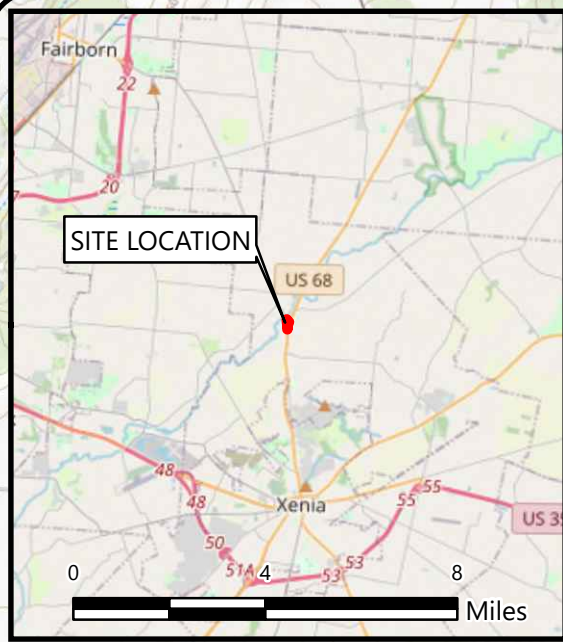 Fairborn
22
20
7
SITE LOCATION
US 68
48
48
Xenia
55
55
US 35
50
51A
53
53
0 4 8
Miles